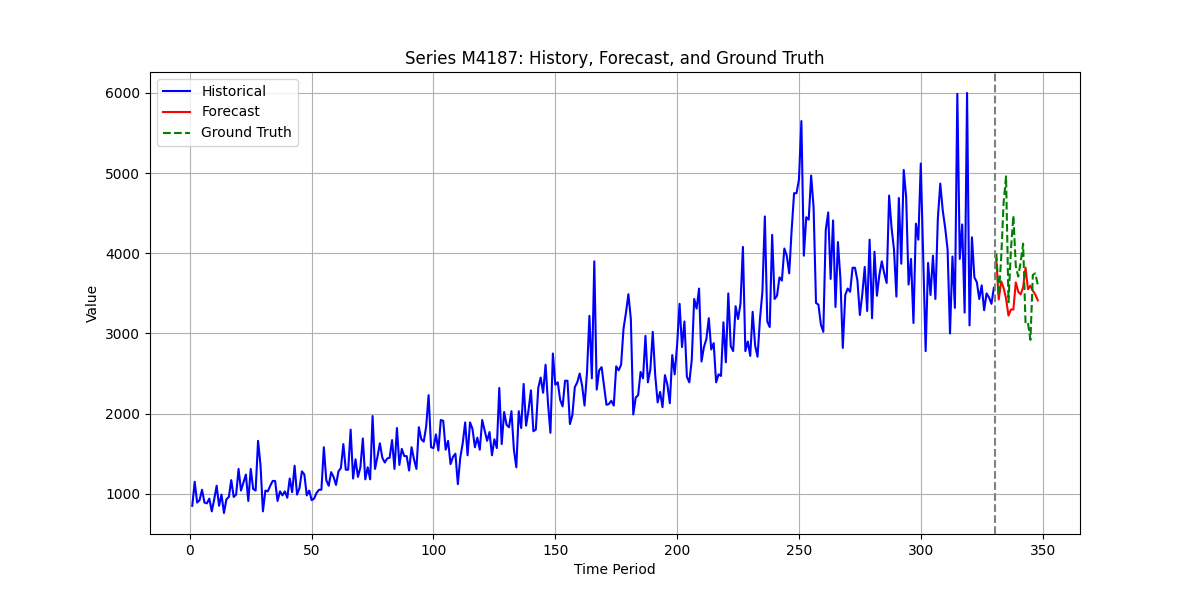 Series M4187: History, Forecast, and Ground Truth
Historical
Forecast
Ground Truth
6000
5000
4000
3000
2000
1000
Value
0 50 100 150 200 250 300 350
Time Period